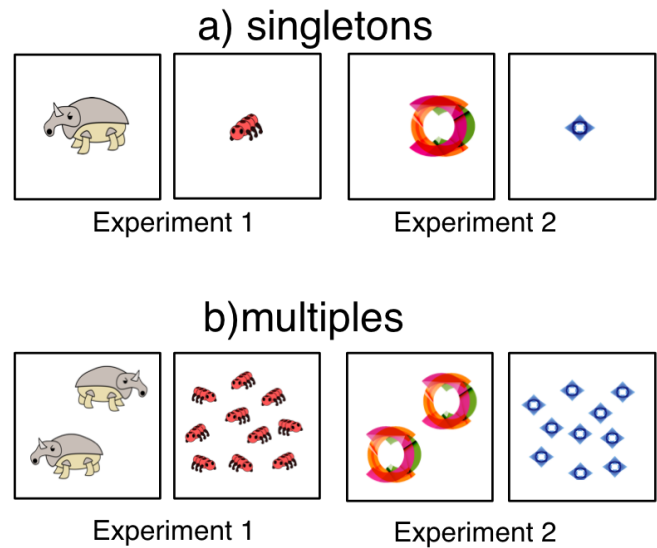 a) singletons
Experiment 1
Experiment 2
b)multiples
Experiment 1
Experiment 2